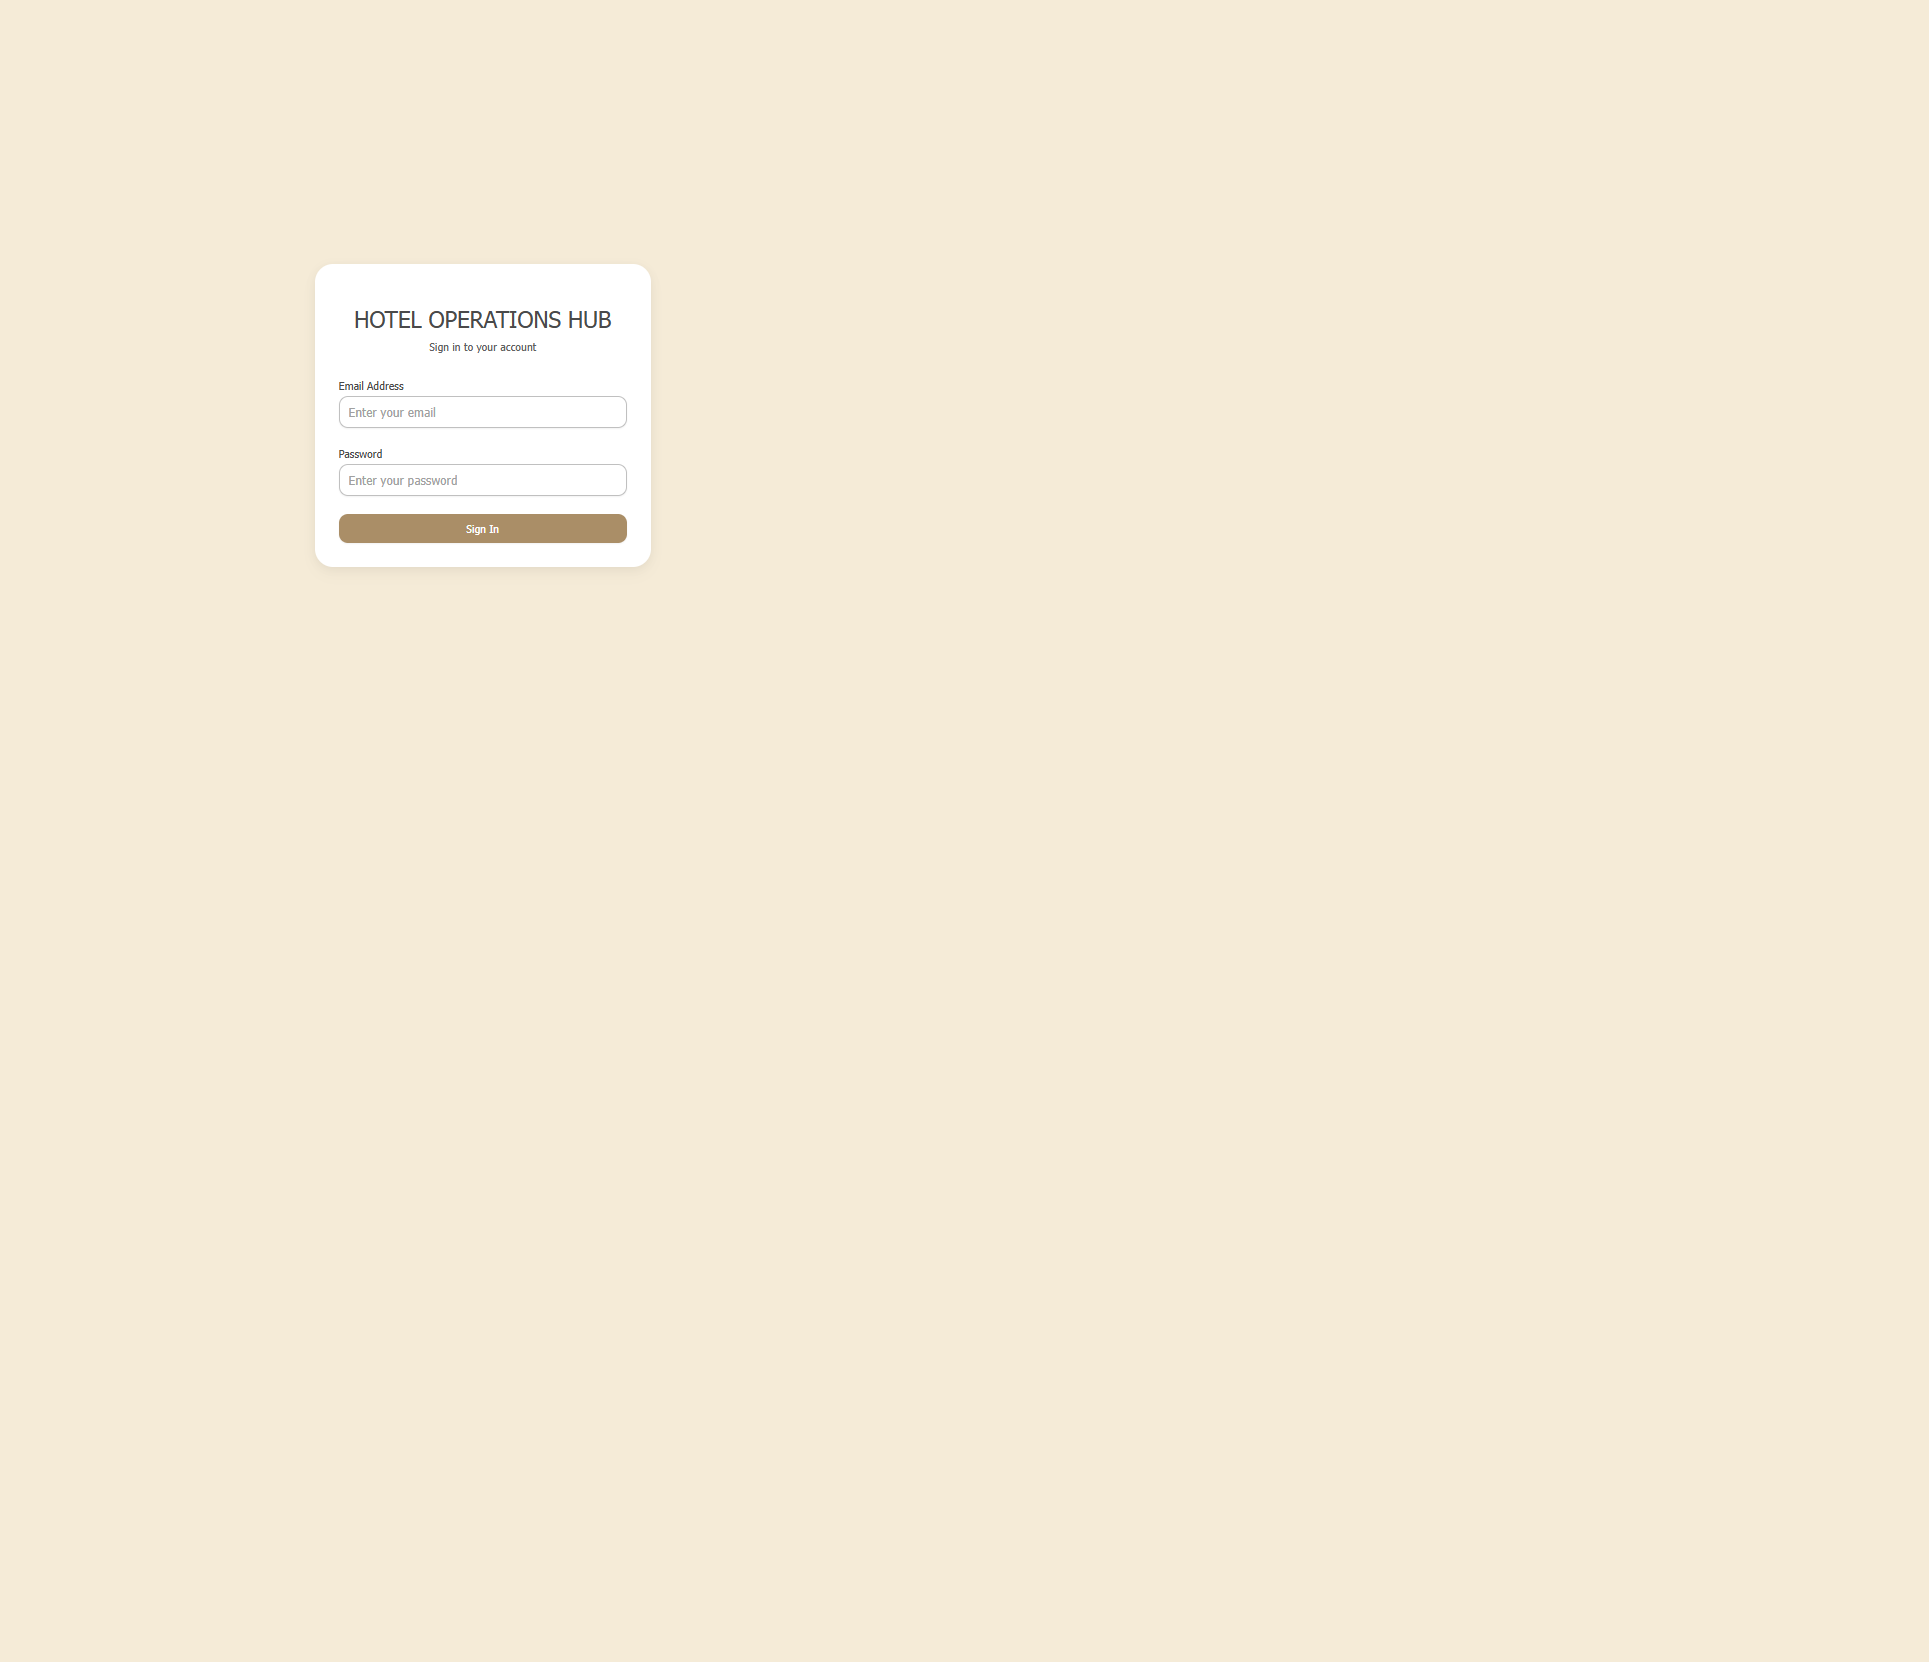 HOTEL OPERATIONS HUB
Sign in to your account
Email Address
Enter your email
Password
Enter your password
Sign In